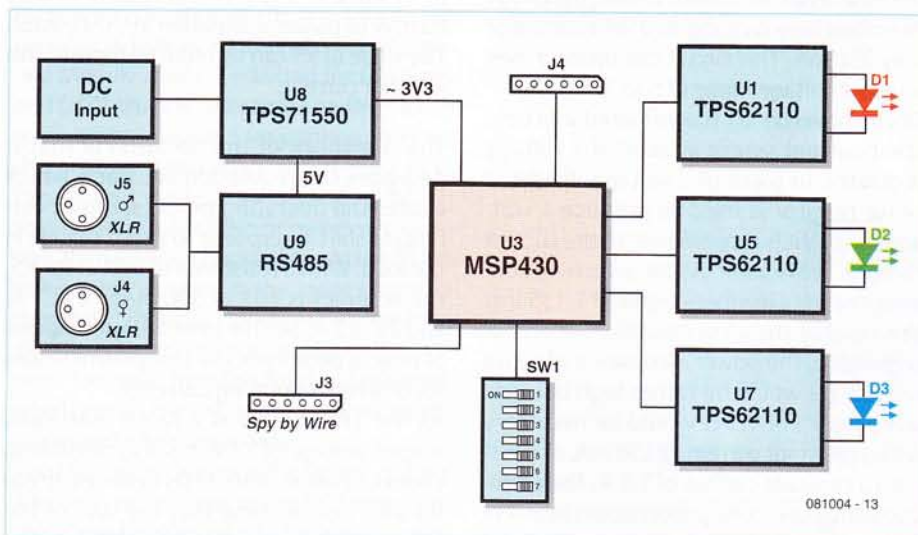 DC
Input
U8
TPS71550
~ 3V3
5V
J5
♂
XLR
J4
♀
XLR
U9
RS485
J3
Spy by Wire
J4
U3
MSP430
SW1
ON
1
2
3
4
5
6
7
U1
TPS62110
D1
U5
TPS62110
D2
U7
TPS62110
D3
081004 - 13